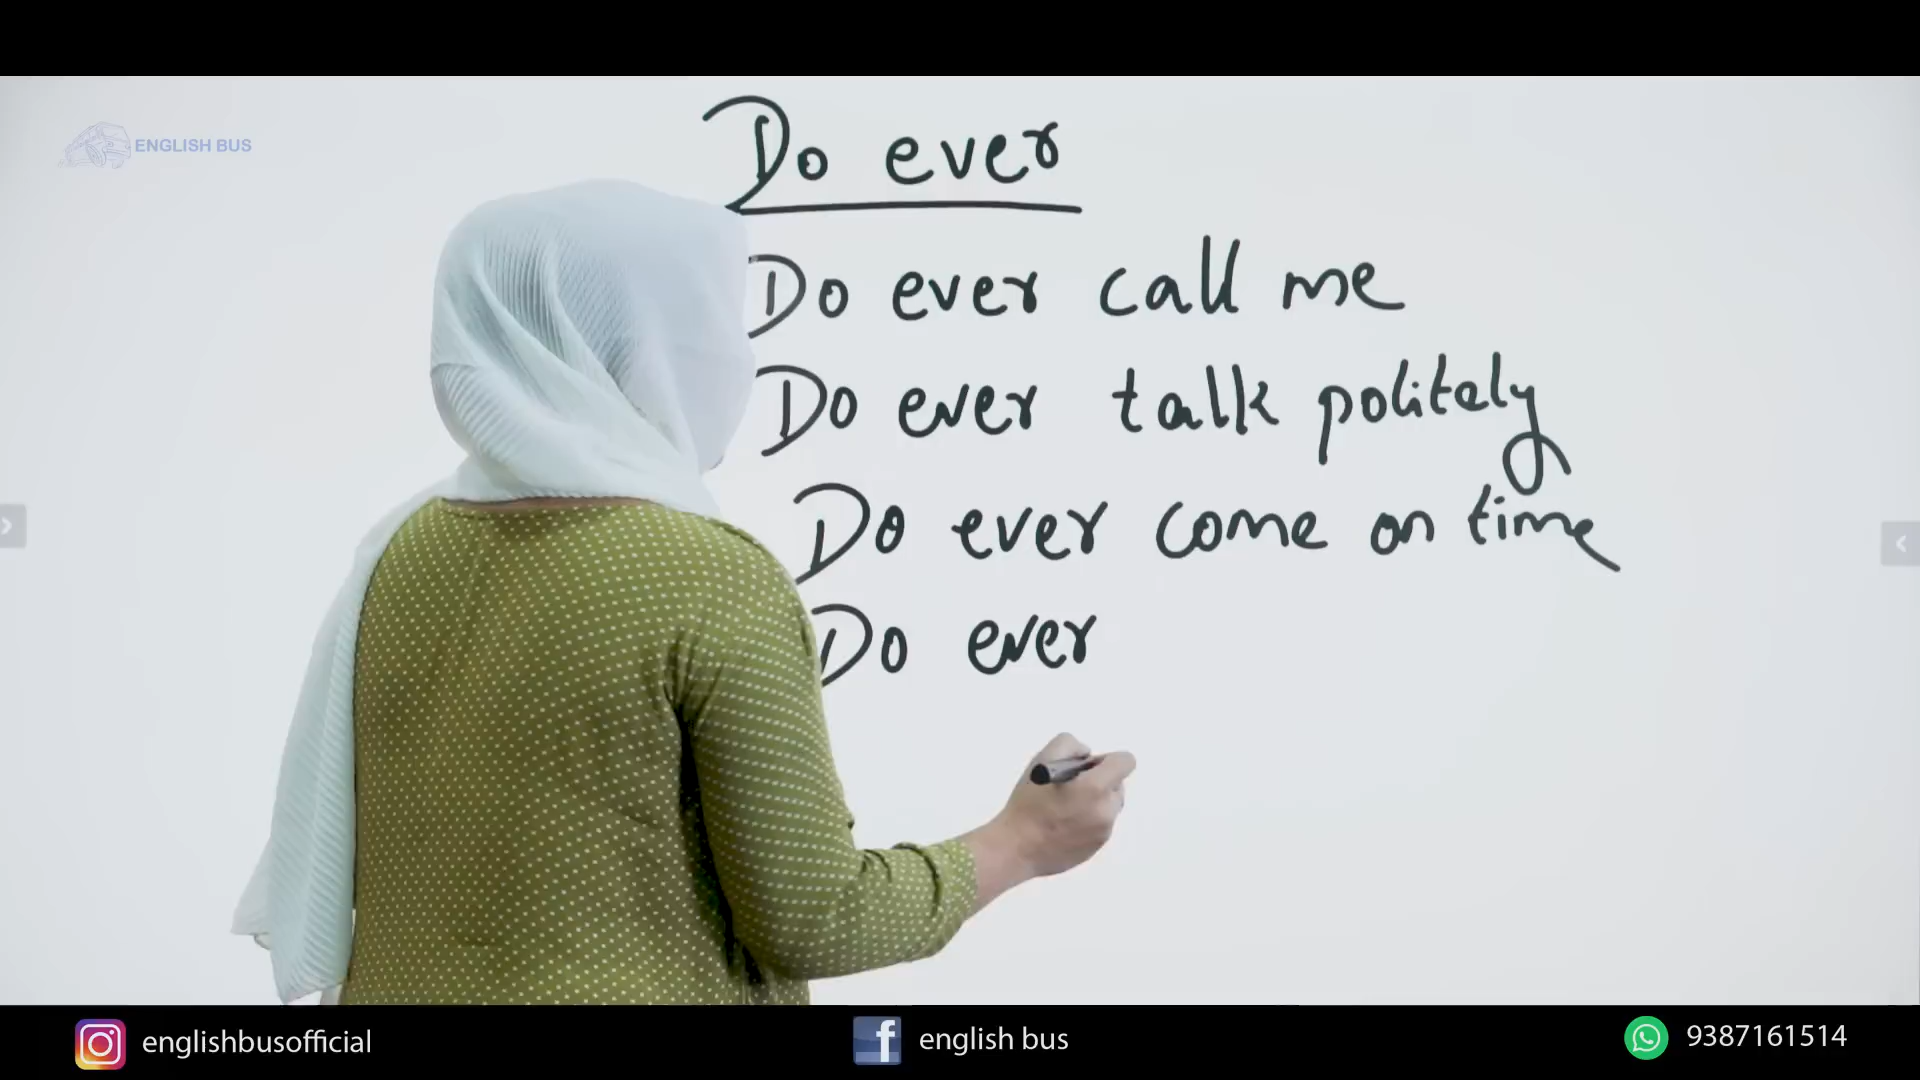 ENGLISH BUS
Do ever
Do ever call me
Do ever talk politely
Do ever come on time
Do ever
englishbusofficial
english bus
9387161514